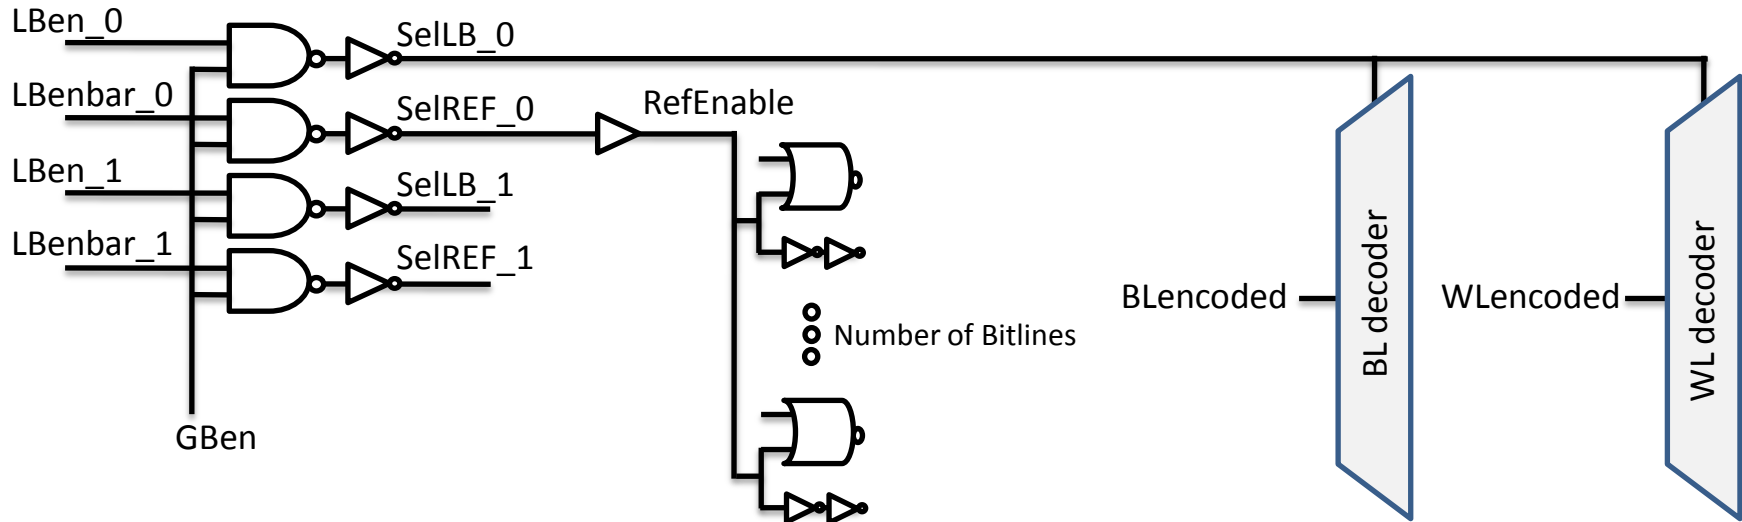 LBen_0
SelLB_0
LBenbar_0
SelREF_0
RefEnable
LBen_1
SelLB_1
LBenbar_1
SelREF_1
GBen
Number of Bitlines
BLencoded
BL decoder
WLencoded
WL decoder